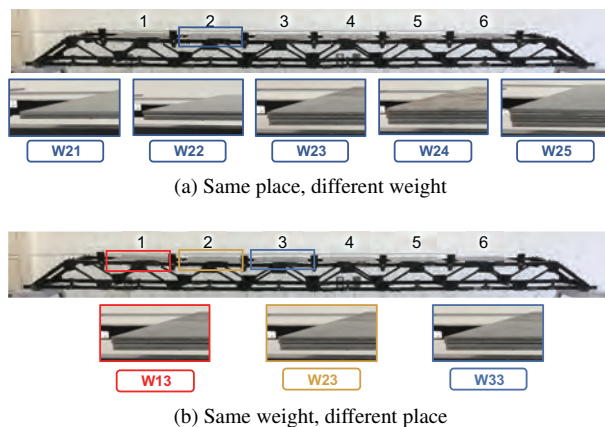 1 2 3 4 5 6
W21 W22 W23 W24 W25
(a) Same place, different weight
1 2 3 4 5 6
W13 W23 W33
(b) Same weight, different place